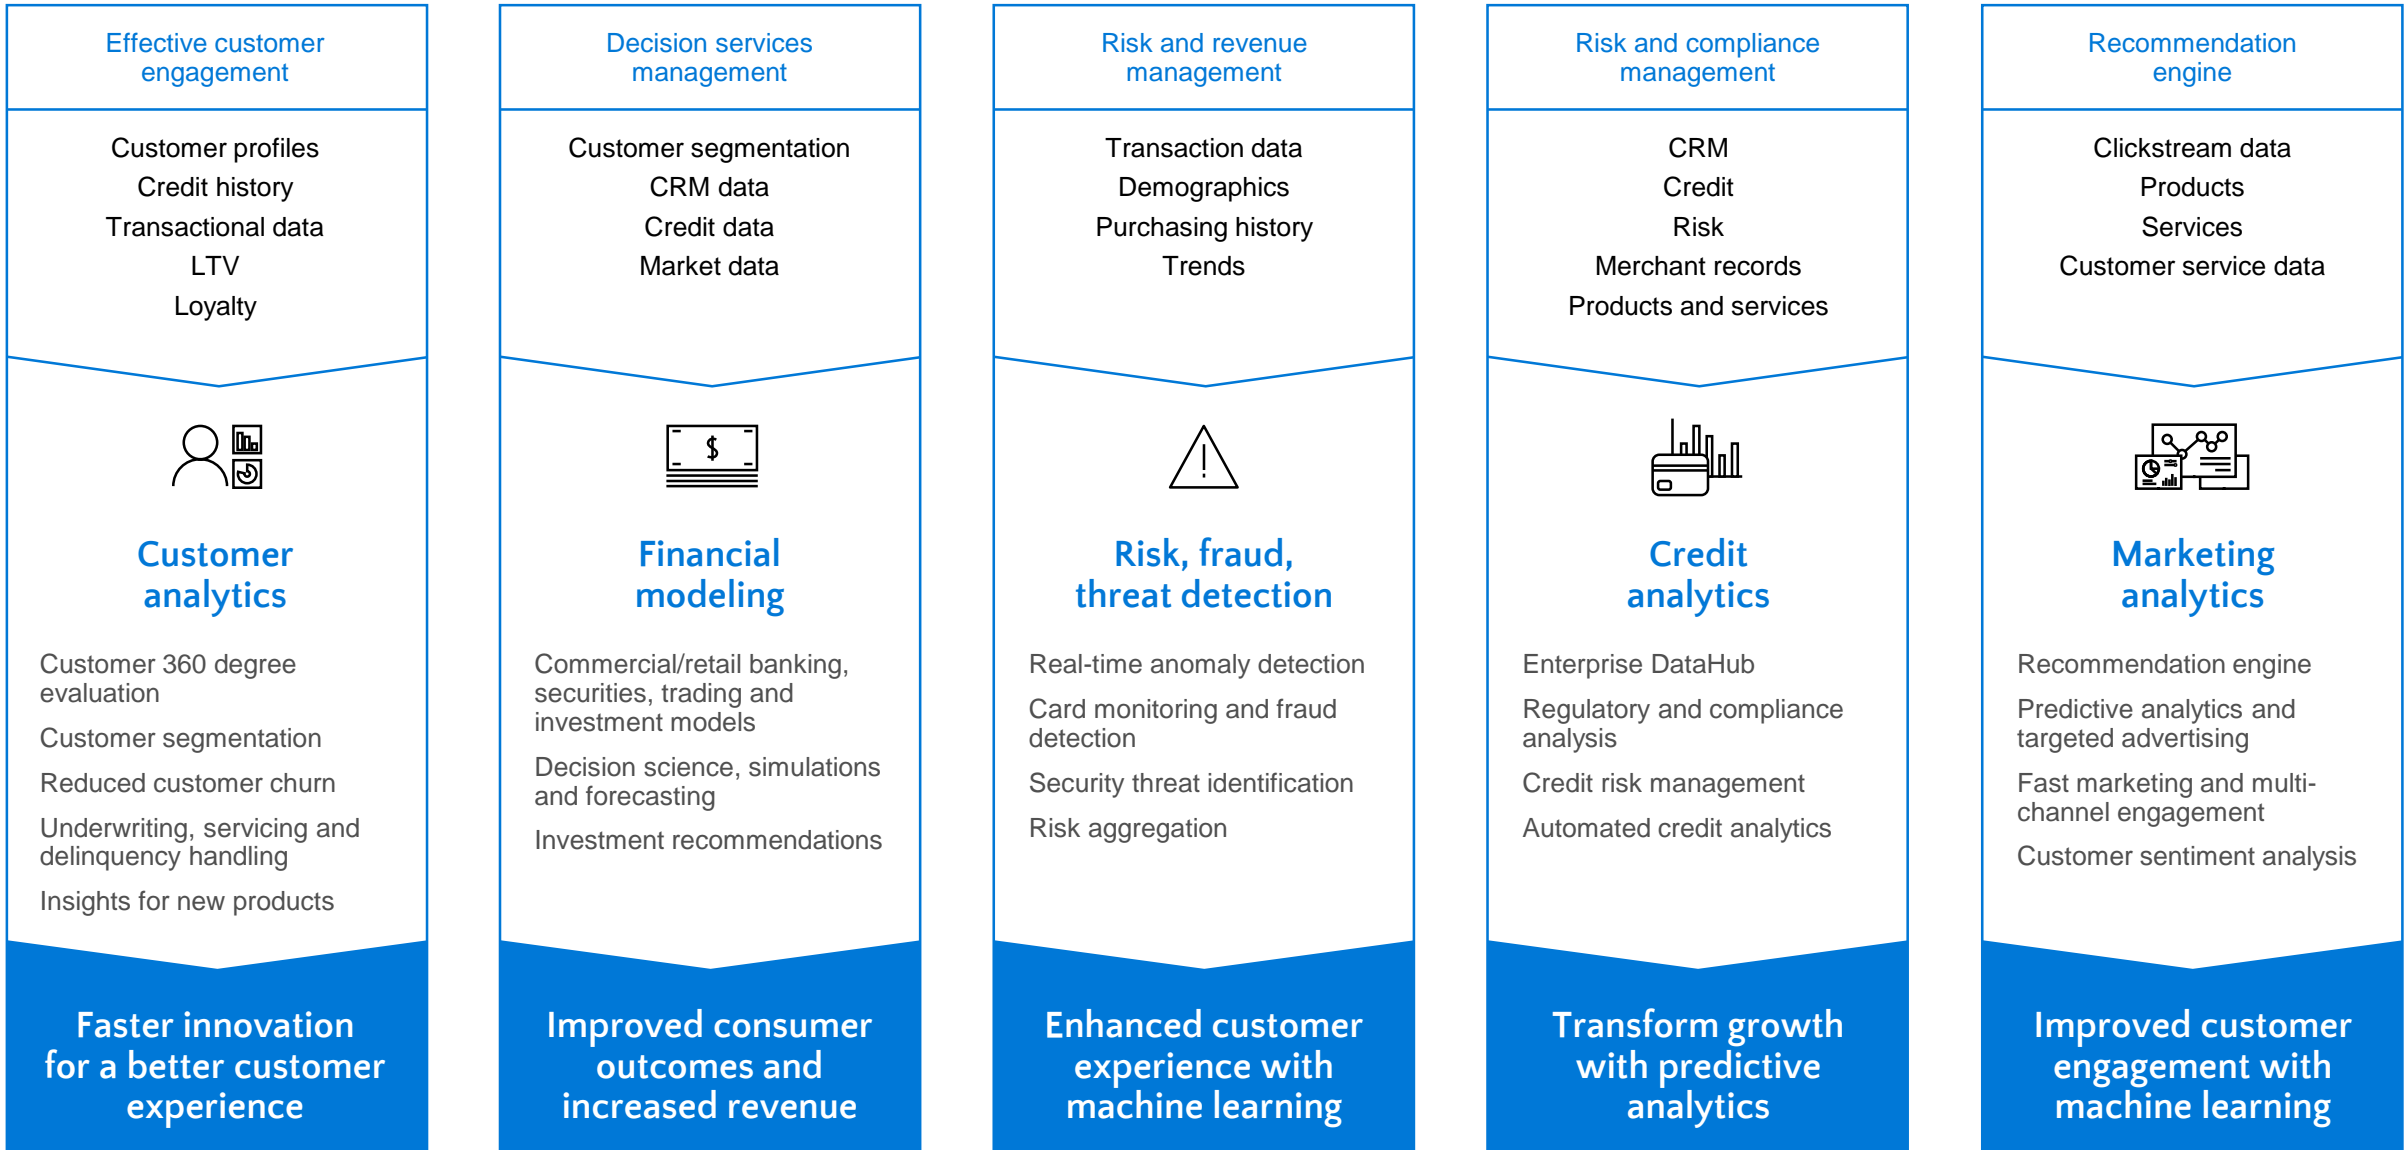 Effective customer
engagement
Customer profiles
Credit history
Transactional data
LTV
Loyalty
Customer
analytics
Customer 360 degree
evaluation
Customer segmentation
Reduced customer churn
Underwriting, servicing and
delinquency handling
Insights for new products
Faster innovation
for a better customer
experience
Decision services
management
Customer segmentation
CRM data
Credit data
Market data
$
Financial
modeling
Commercial/retail banking,
securities, trading and
investment models
Decision science, simulations
and forecasting
Investment recommendations
Improved consumer
outcomes and
increased revenue
Risk and revenue
management
Transaction data
Demographics
Purchasing history
Trends
Risk, fraud,
threat detection
Real-time anomaly detection
Card monitoring and fraud
detection
Security threat identification
Risk aggregation
Enhanced customer
experience with
machine learning
Risk and compliance
management
CRM
Credit
Risk
Merchant records
Products and services
Credit
analytics
Enterprise DataHub
Regulatory and compliance
analysis
Credit risk management
Automated credit analytics
Transform growth
with predictive
analytics
Recommendation
engine
Clickstream data
Products
Services
Customer service data
Marketing
analytics
Recommendation engine
Predictive analytics and
targeted advertising
Fast marketing and multi-
channel engagement
Customer sentiment analysis
Improved customer
engagement with
machine learning